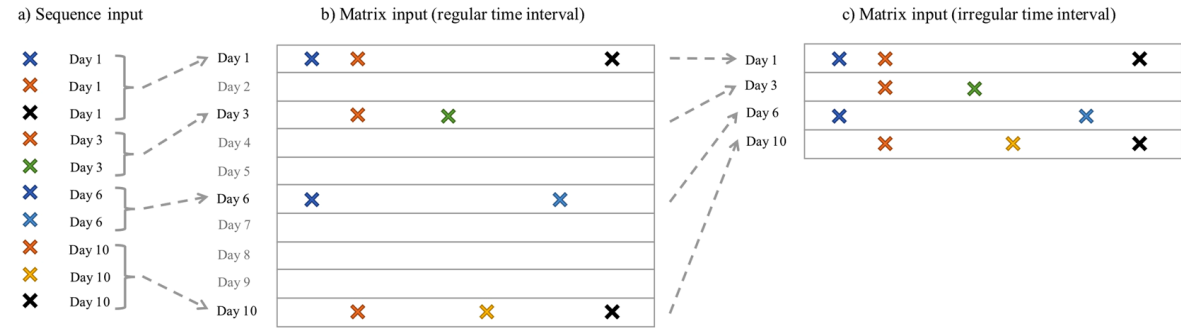 a) Sequence input
Day 1
Day 1
Day 1
Day 3
Day 3
Day 6
Day 6
Day 10
Day 10
Day 10
b) Matrix input (regular time interval)
Day 1
Day 2
Day 3
Day 4
Day 5
Day 6
Day 7
Day 8
Day 9
Day 10
c) Matrix input (irregular time interval)
Day 1
Day 3
Day 6
Day 10